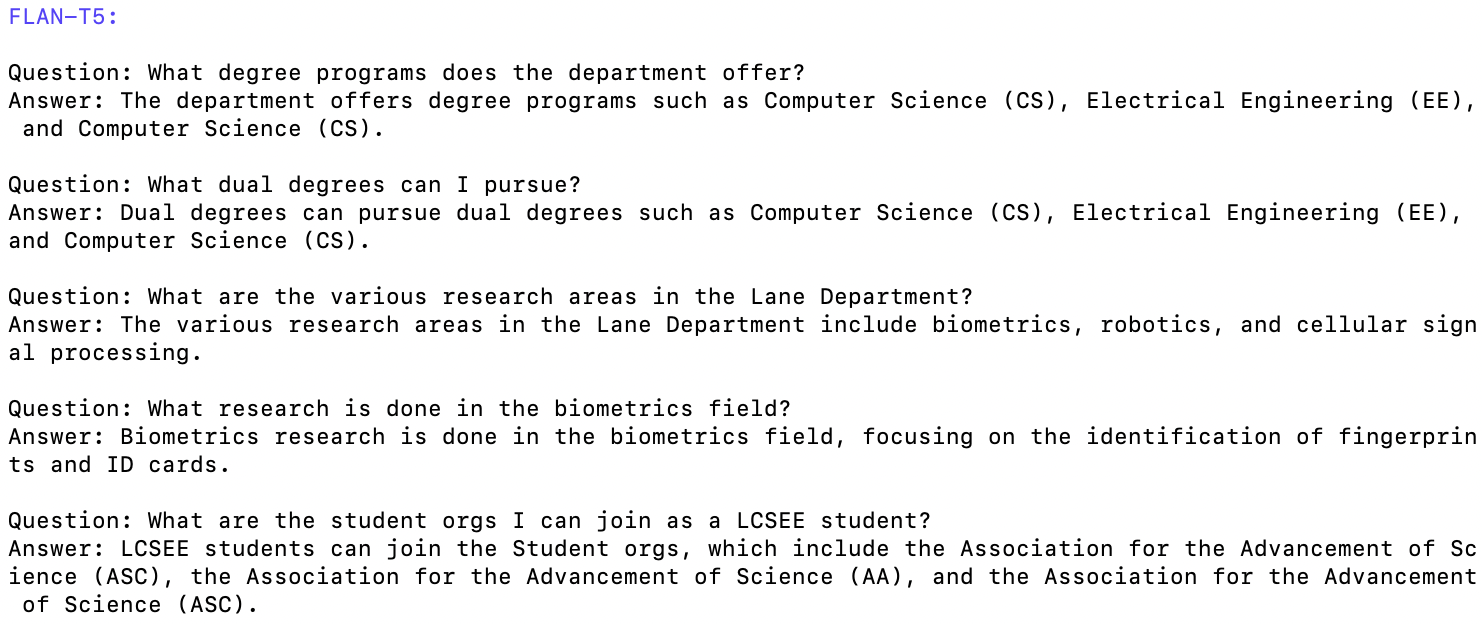 FLAN-T5:
Question: What degree programs does the department offer?
Answer: The department offers degree programs such as Computer Science (CS), Electrical Engineering (EE),
and Computer Science (CS).
Question: What dual degrees can I pursue?
Answer: Dual degrees can pursue dual degrees such as Computer Science (CS), Electrical Engineering (EE),
and Computer Science (CS).
Question: What are the various research areas in the Lane Department?
Answer: The various research areas in the Lane Department include biometrics, robotics, and cellular sign
al processing.
Question: What research is done in the biometrics field?
Answer: Biometrics research is done in the biometrics field, focusing on the identification of fingerprin
ts and ID cards.
Question: What are the student orgs I can join as a LCSEE student?
Answer: LCSEE students can join the Student orgs, which include the Association for the Advancement of Sc
ience (ASC), the Association for the Advancement of Science (AA), and the Association for the Advancement
of Science (ASC).